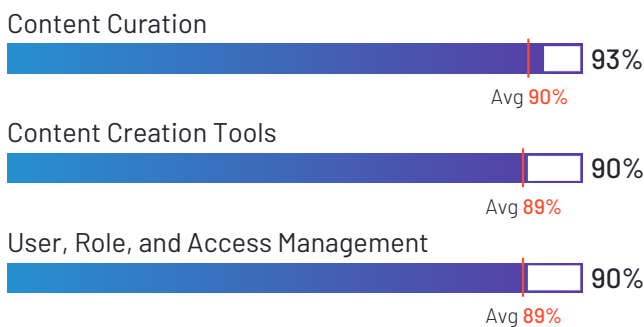 Content Curation
93%
Avg 90%
Content Creation Tools
90%
Avg 89%
User, Role, and Access Management
90%
Avg 89%